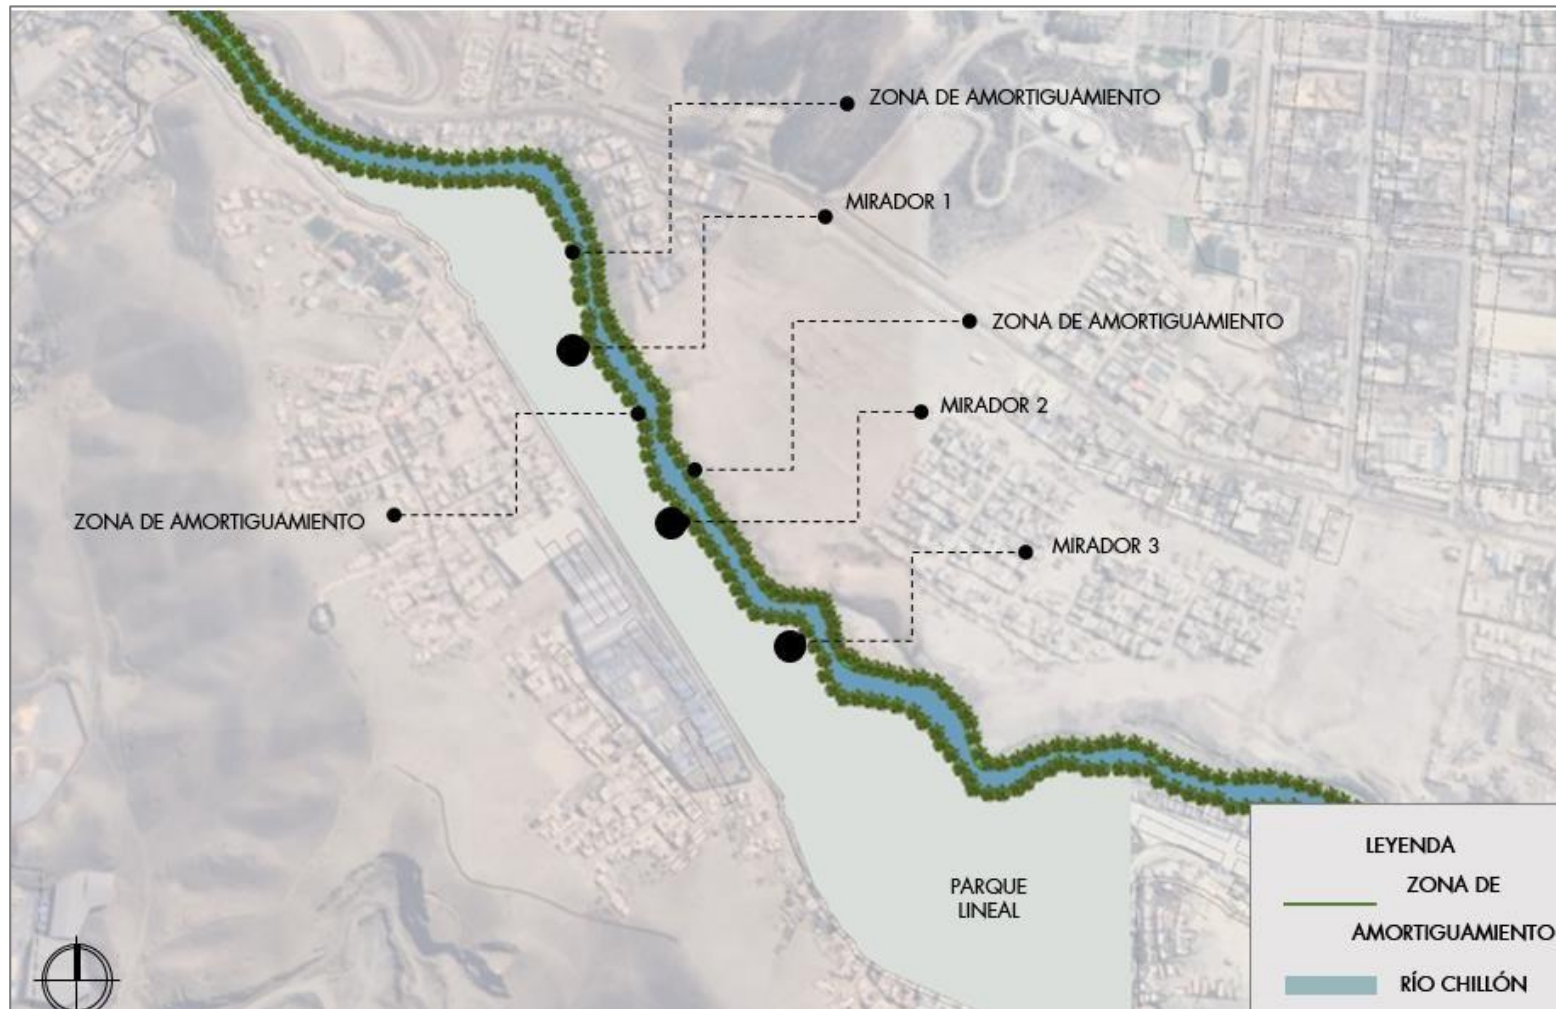 ZONA DE AMORTIGUAMIENTO
MIRADOR 1
ZONA DE AMORTIGUAMIENTO
MIRADOR 2
ZONA DE AMORTIGUAMIENTO
MIRADOR 3
PARQUE
LINEAL
LEYENDA
ZONA DE
AMORTIGUAMIENTO
RÍO CHILLÓN